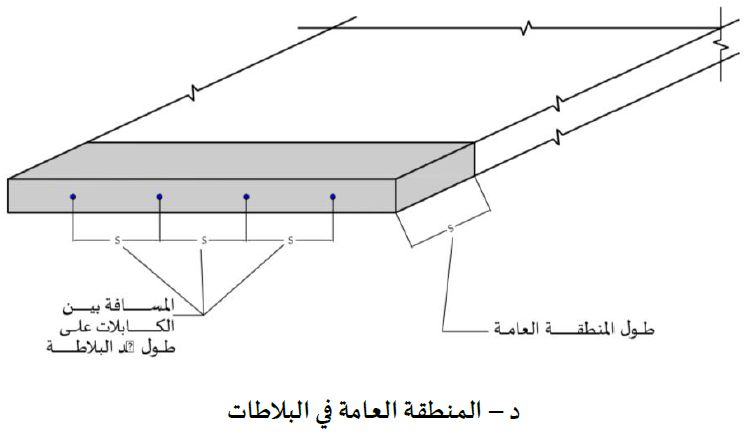 s s s
s
المسافة بين
الكابلات على
طول البلاطة
طول المنطقة العامة
د – المنطقة العامة في البلاطات